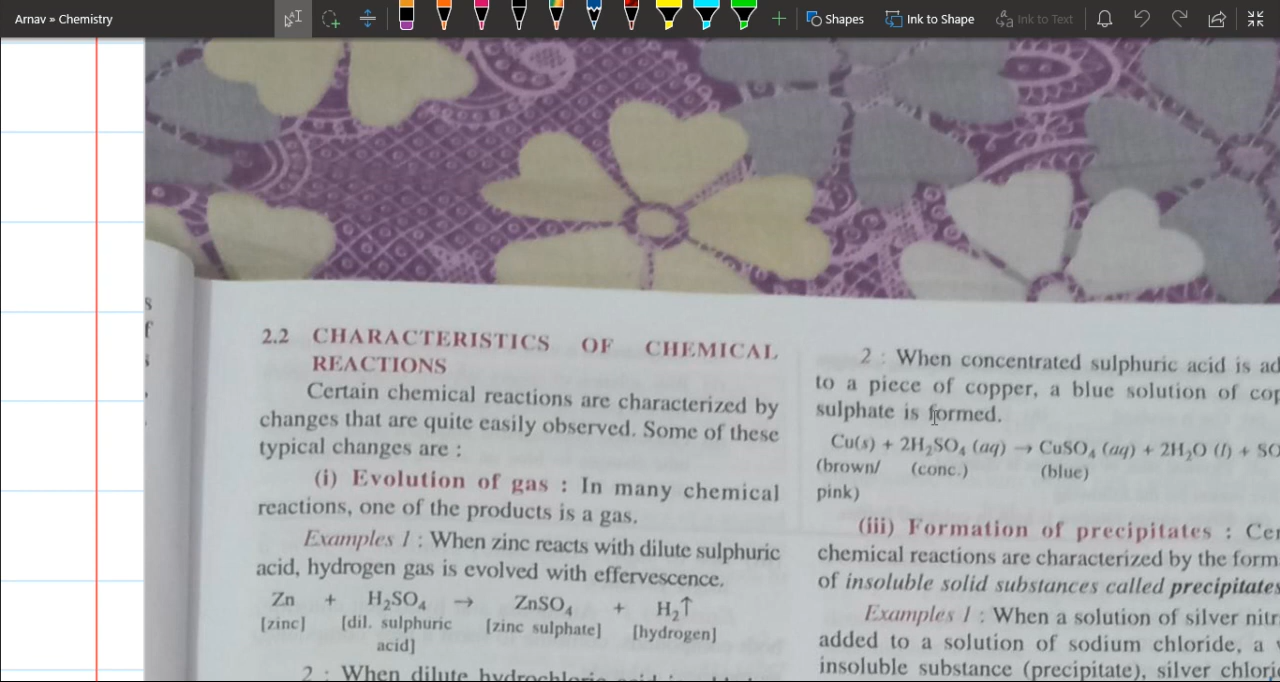 Arnav » Chemistry
Shapes
Ink to Shape
Ink to Text
2.2 CHARACTERISTICS OF CHEMICAL
REACTIONS
Certain chemical reactions are characterized by
changes that are quite easily observed. Some of these
typical changes are :
(i) Evolution of gas : In many chemical
reactions, one of the products is a gas.
Examples 1 : When zinc reacts with dilute sulphuric
acid, hydrogen gas is evolved with effervescence.
Zn + H₂SO₄ → ZnSO₄ + H₂↑
[zinc] [dil. sulphuric [zinc sulphate] [hydrogen]
acid]
2 : When dilute
2 : When concentrated sulphuric acid is
to a piece of copper, a blue solution of
sulphate is formed.
Cu(s) + 2H₂SO₄ (aq) → CuSO₄ (aq) + 2H₂O (l) +
(brown/ (conc.) (blue)
pink)
(iii) Formation of precipitates :
chemical reactions are characterized by the
of insoluble solid substances called precipitates
Examples 1 : When a solution of silver
added to a solution of sodium chloride, a
insoluble substance (precipitate), silver